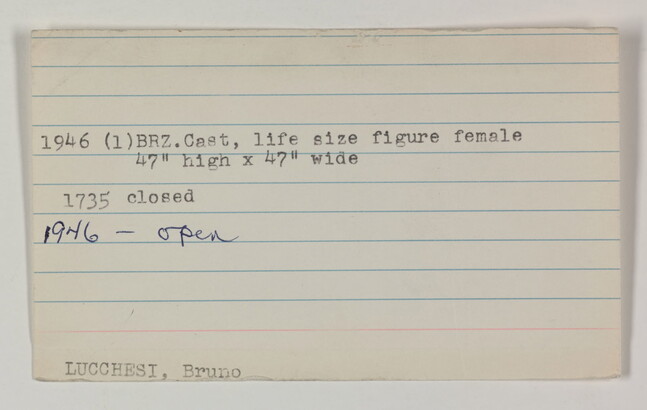 1946 (1)BRZ.Cast, life size figure female
47" high x 47" wide
1735 closed
1946 — open
LUCCHESI, Bruno